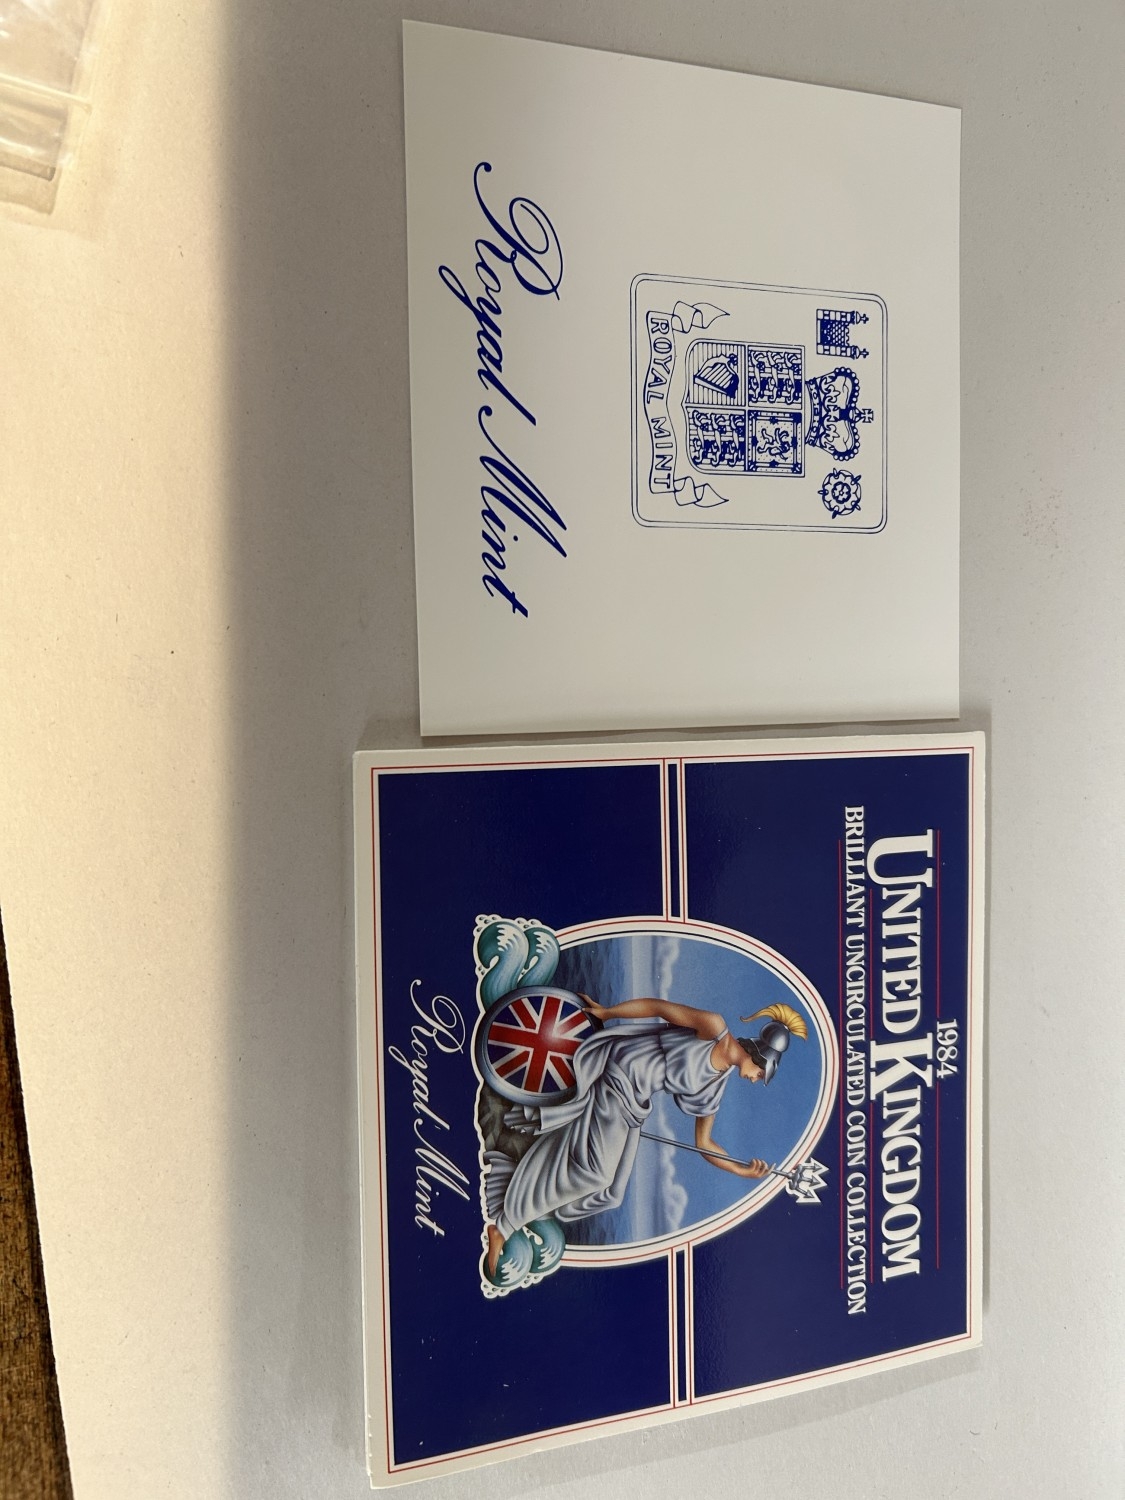 ROYAL MINT
Royal Mint
1984
UNITED KINGDOM
BRILLIANT UNCIRCULATED COIN COLLECTION
Royal Mint